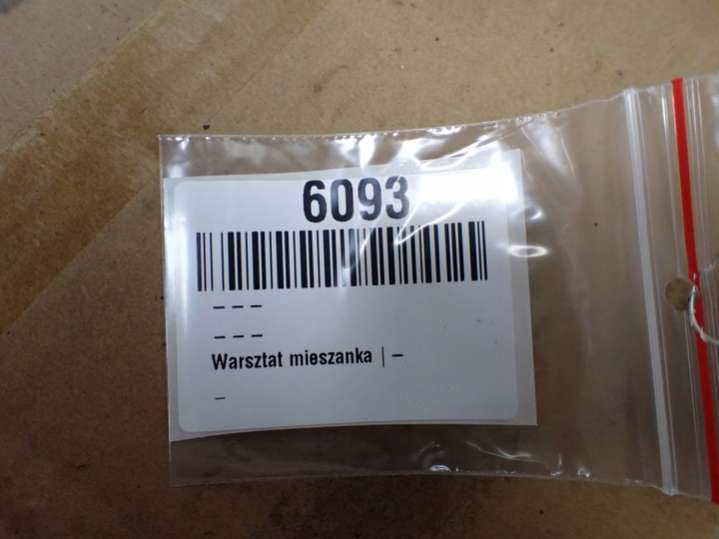 6093
– – –
– – –
Warsztat mieszanka | –
–